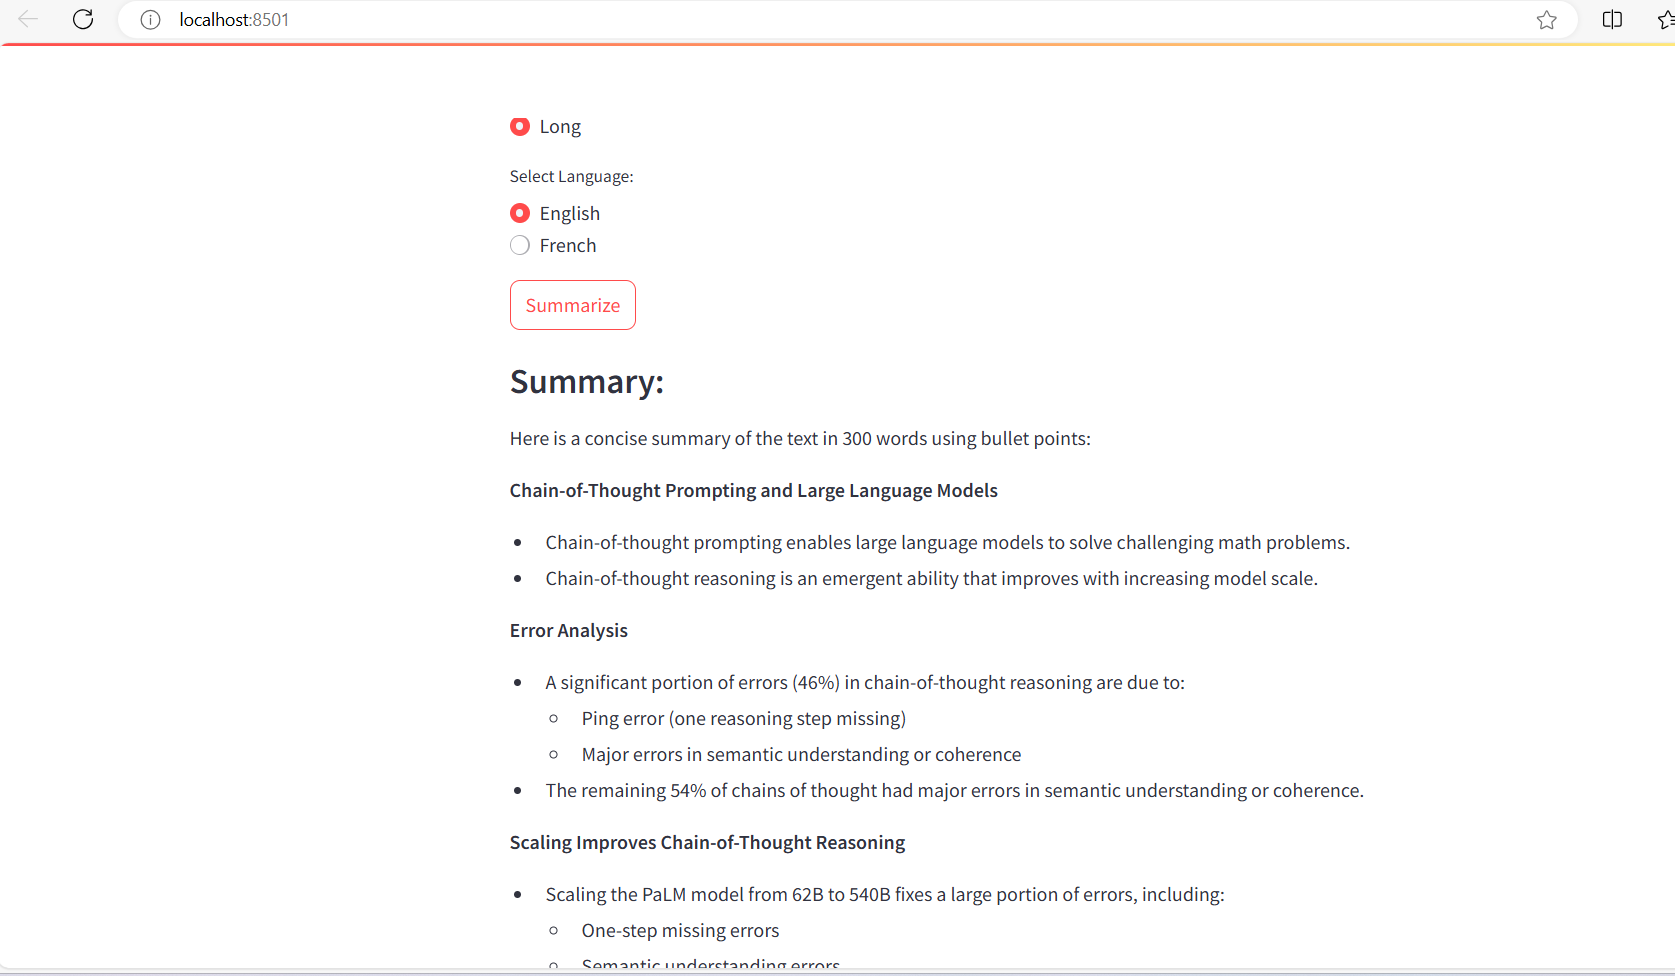 localhost:8501
Long
Select Language:
English
French
Summarize
Summary:
Here is a concise summary of the text in 300 words using bullet points:
Chain-of-Thought Prompting and Large Language Models
Chain-of-thought prompting enables large language models to solve challenging math problems.
Chain-of-thought reasoning is an emergent ability that improves with increasing model scale.
Error Analysis
A significant portion of errors (46%) in chain-of-thought reasoning are due to:
Ping error (one reasoning step missing)
Major errors in semantic understanding or coherence
The remaining 54% of chains of thought had major errors in semantic understanding or coherence.
Scaling Improves Chain-of-Thought Reasoning
Scaling the PaLM model from 62B to 540B fixes a large portion of errors, including:
One-step missing errors
Semantic understanding errors